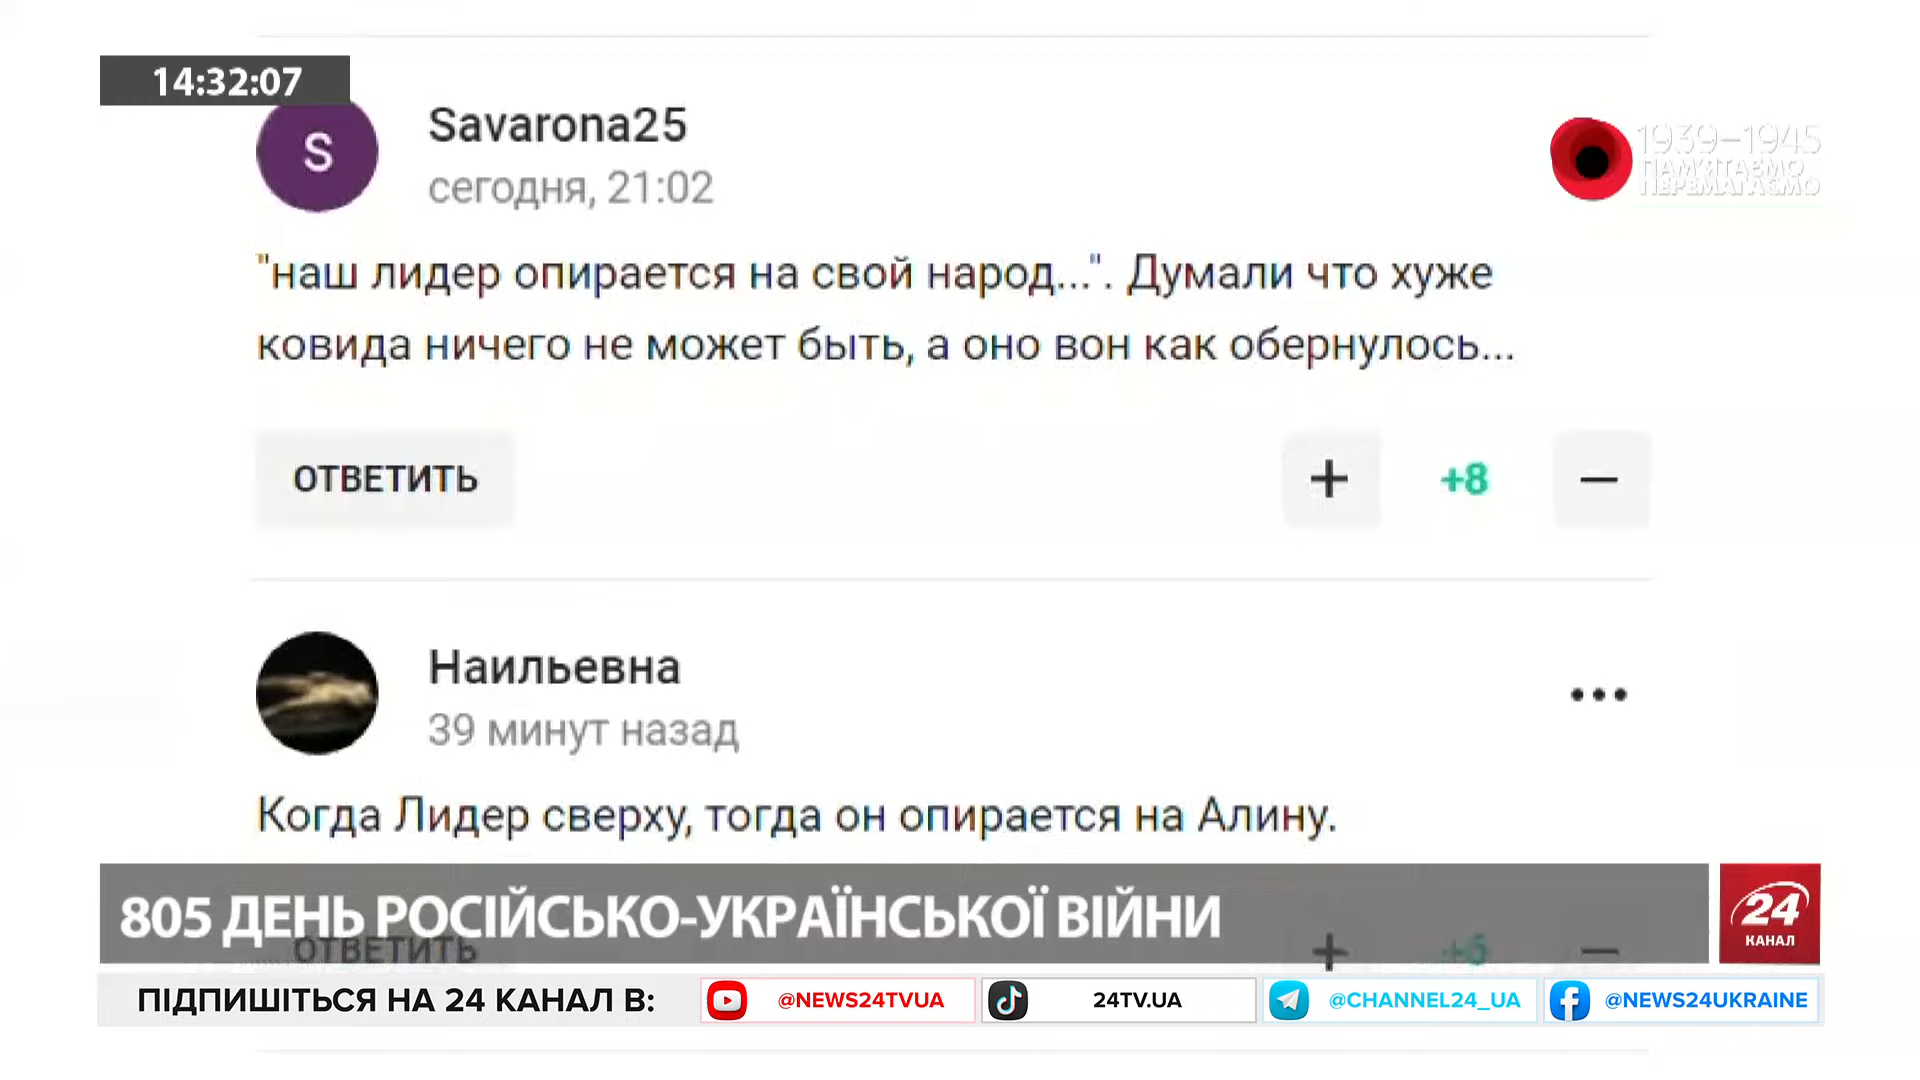 14:32:07
S
Savarona25
сегодня, 21:02
1939–1945
ПАМ'ЯТАЄМО
ПЕРЕМАГАЄМО
"наш лидер опирается на свой народ...". Думали что хуже
ковида ничего не может быть, а оно вон как обернулось...
ОТВЕТИТЬ
+ +8 −
Наильевна
39 минут назад
Когда Лидер сверху, тогда он опирается на Алину.
805 ДЕНЬ РОСІЙСЬКО-УКРАЇНСЬКОЇ ВІЙНИ
24
КАНАЛ
ОТВЕТИТЬ
+ +5 −
ПІДПИШІТЬСЯ НА 24 КАНАЛ В: @NEWS24TVUA 24TV.UA @CHANNEL24_UA @NEWS24UKRAINE